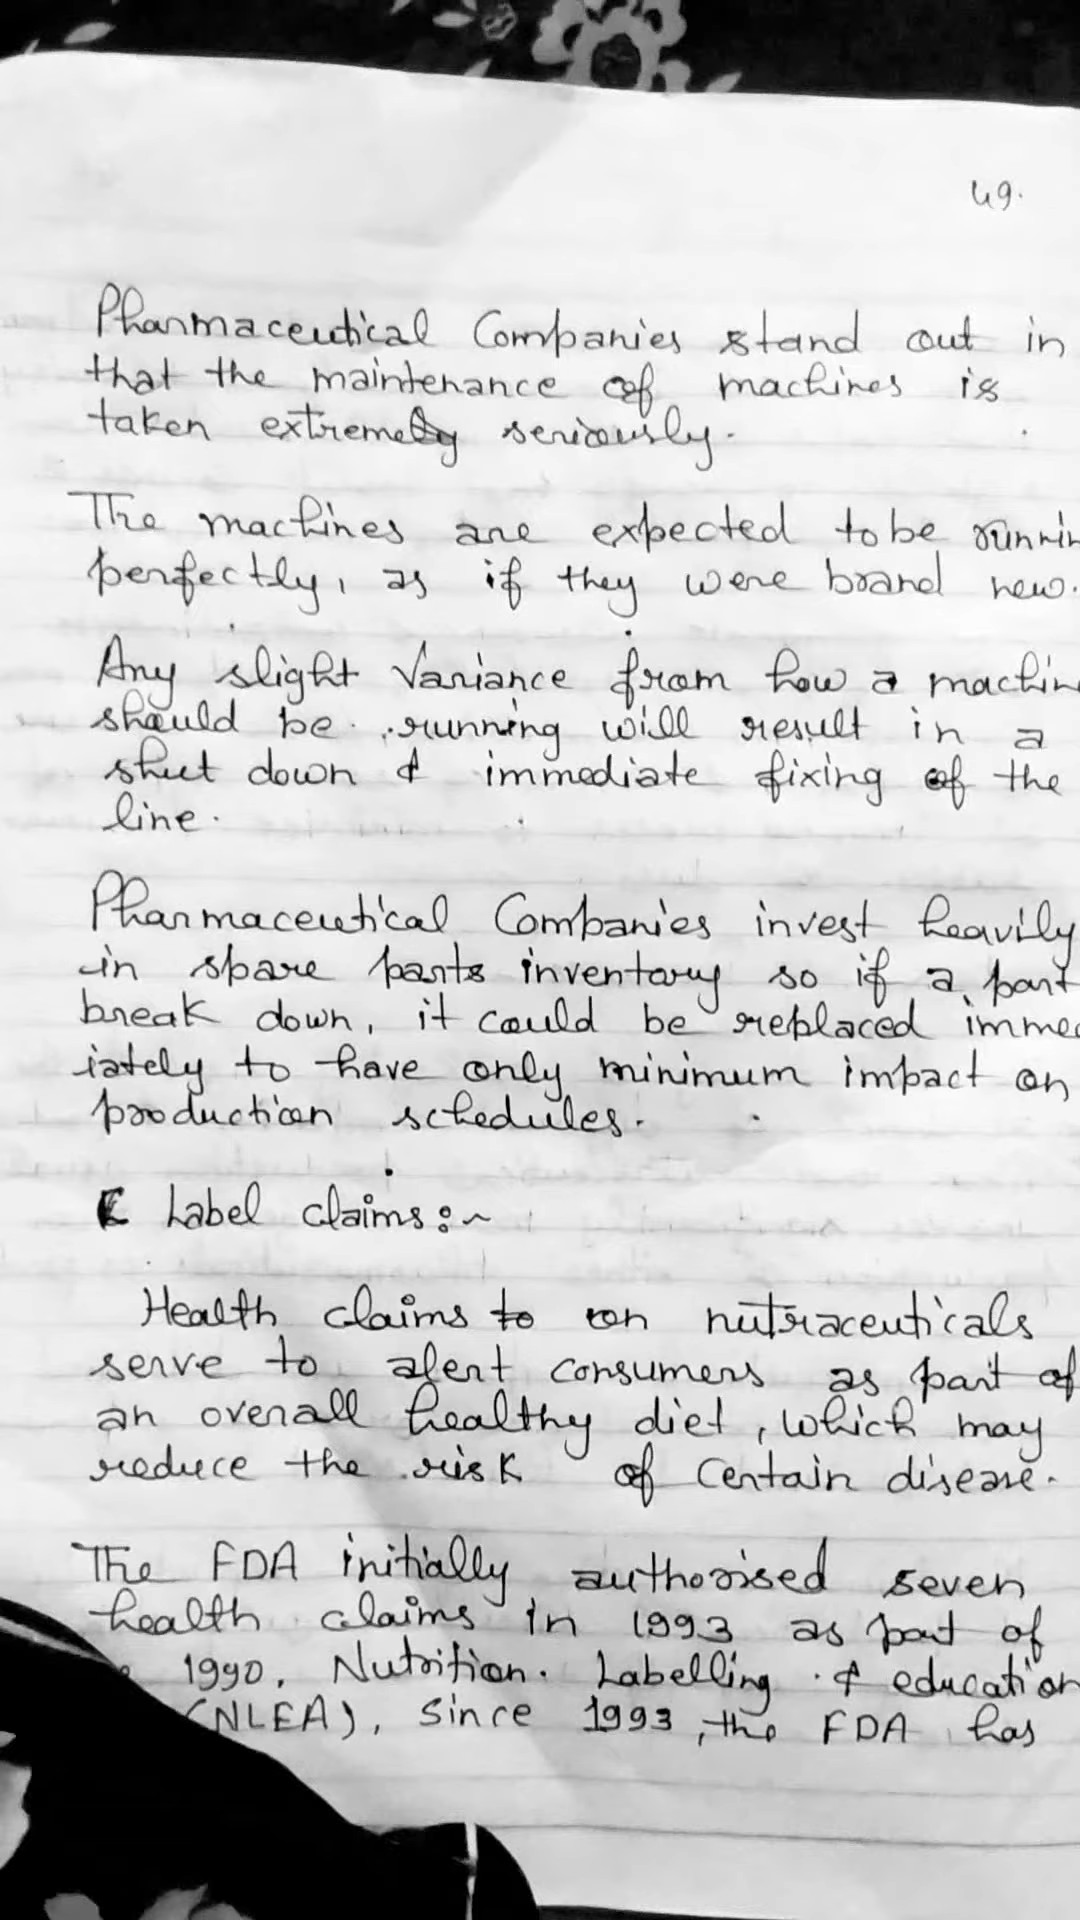 49.
Pharmaceutical Companies stand out in
that the maintenance of machines is
taken extremely seriously.
The machines are expected to be runnin
perfectly, as if they were brand new.
Any slight variance from how a machin
should be running will result in a
shut down & immediate fixing of the
line.
Pharmaceutical Companies invest heavily
in spare parts inventory so if a part
break down, it could be replaced immed
iately to have only minimum impact on
production schedules.
Label claims:~
Health claims to on nutraceuticals
serve to alert consumers as part of
an overall healthy diet, which may
reduce the risk of certain disease.
The FDA initially authorised seven
health claims in 1993 as part of
1990, Nutrition. Labelling & education
(NLEA), since 1993, the FDA has